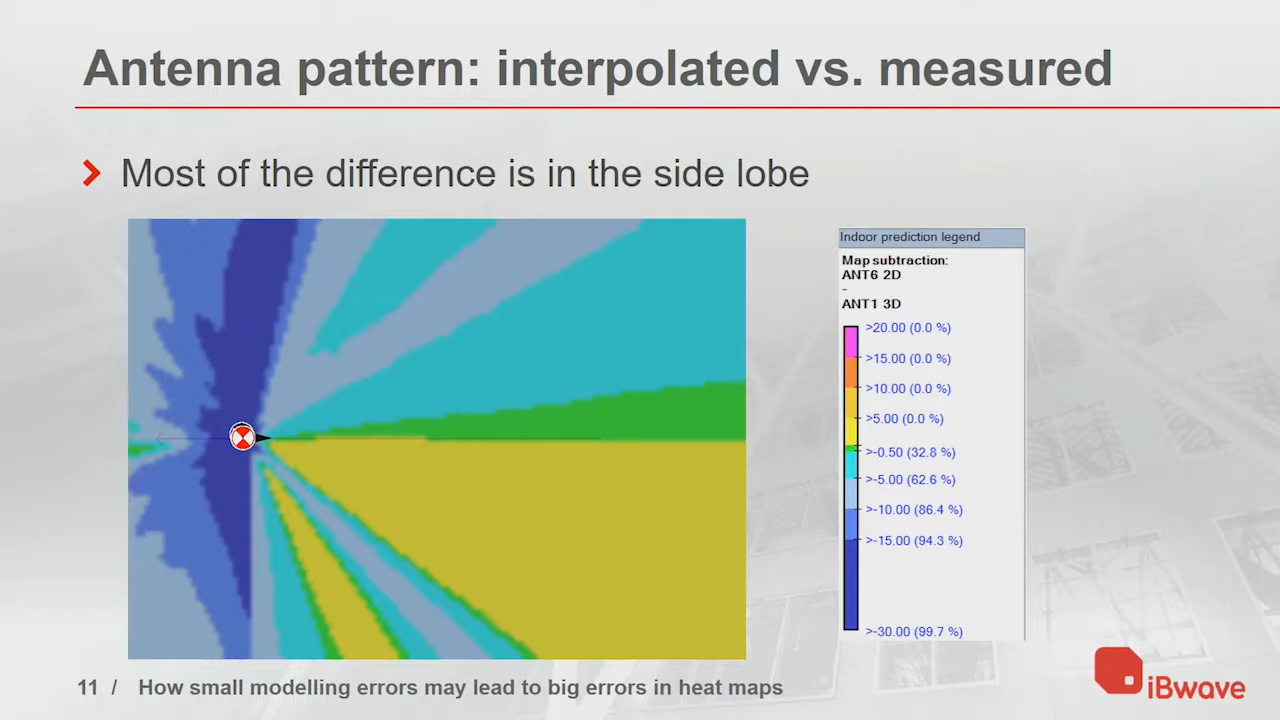 Antenna pattern: interpolated vs. measured
Most of the difference is in the side lobe
Indoor prediction legend
Map subtraction:
ANT6 2D
-
ANT1 3D
>20.00 (0.0 %)
>15.00 (0.0 %)
>10.00 (0.0 %)
>5.00 (0.0 %)
>-0.50 (32.8 %)
>-5.00 (62.6 %)
>-10.00 (86.4 %)
>-15.00 (94.3 %)
>-30.00 (99.7 %)
11 / How small modelling errors may lead to big errors in heat maps
iBwave